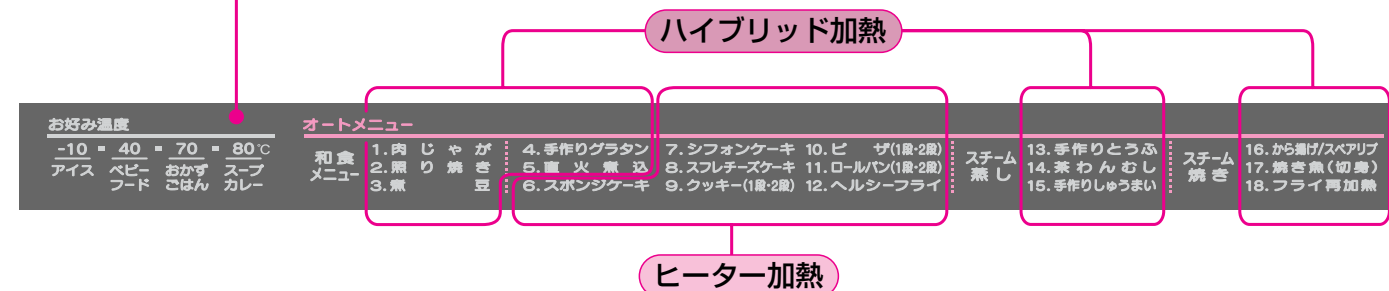 ハイブリッド加熱
お好み温度
-10 - 40 - 70 - 80℃
アイス ベビーフード おかずごはん スープカレー
オートメニュー
和食メニュー
1.肉じゃが
2.照り焼き
3.煮豆
4.手作りグラタン
5.直火煮込
6.スポンジケーキ
7.シフォンケーキ
8.スフレチーズケーキ
9.クッキー(1段・2段)
10.ピザ(1段・2段)
11.ロールパン(1段・2段)
12.ヘルシーフライ
スチーム蒸し
13.手作りとうふ
14.茶わんむし
15.手作りしゅうまい
スチーム焼き
16.から揚げ/スペアリブ
17.焼き魚(切身)
18.フライ再加熱
ヒーター加熱